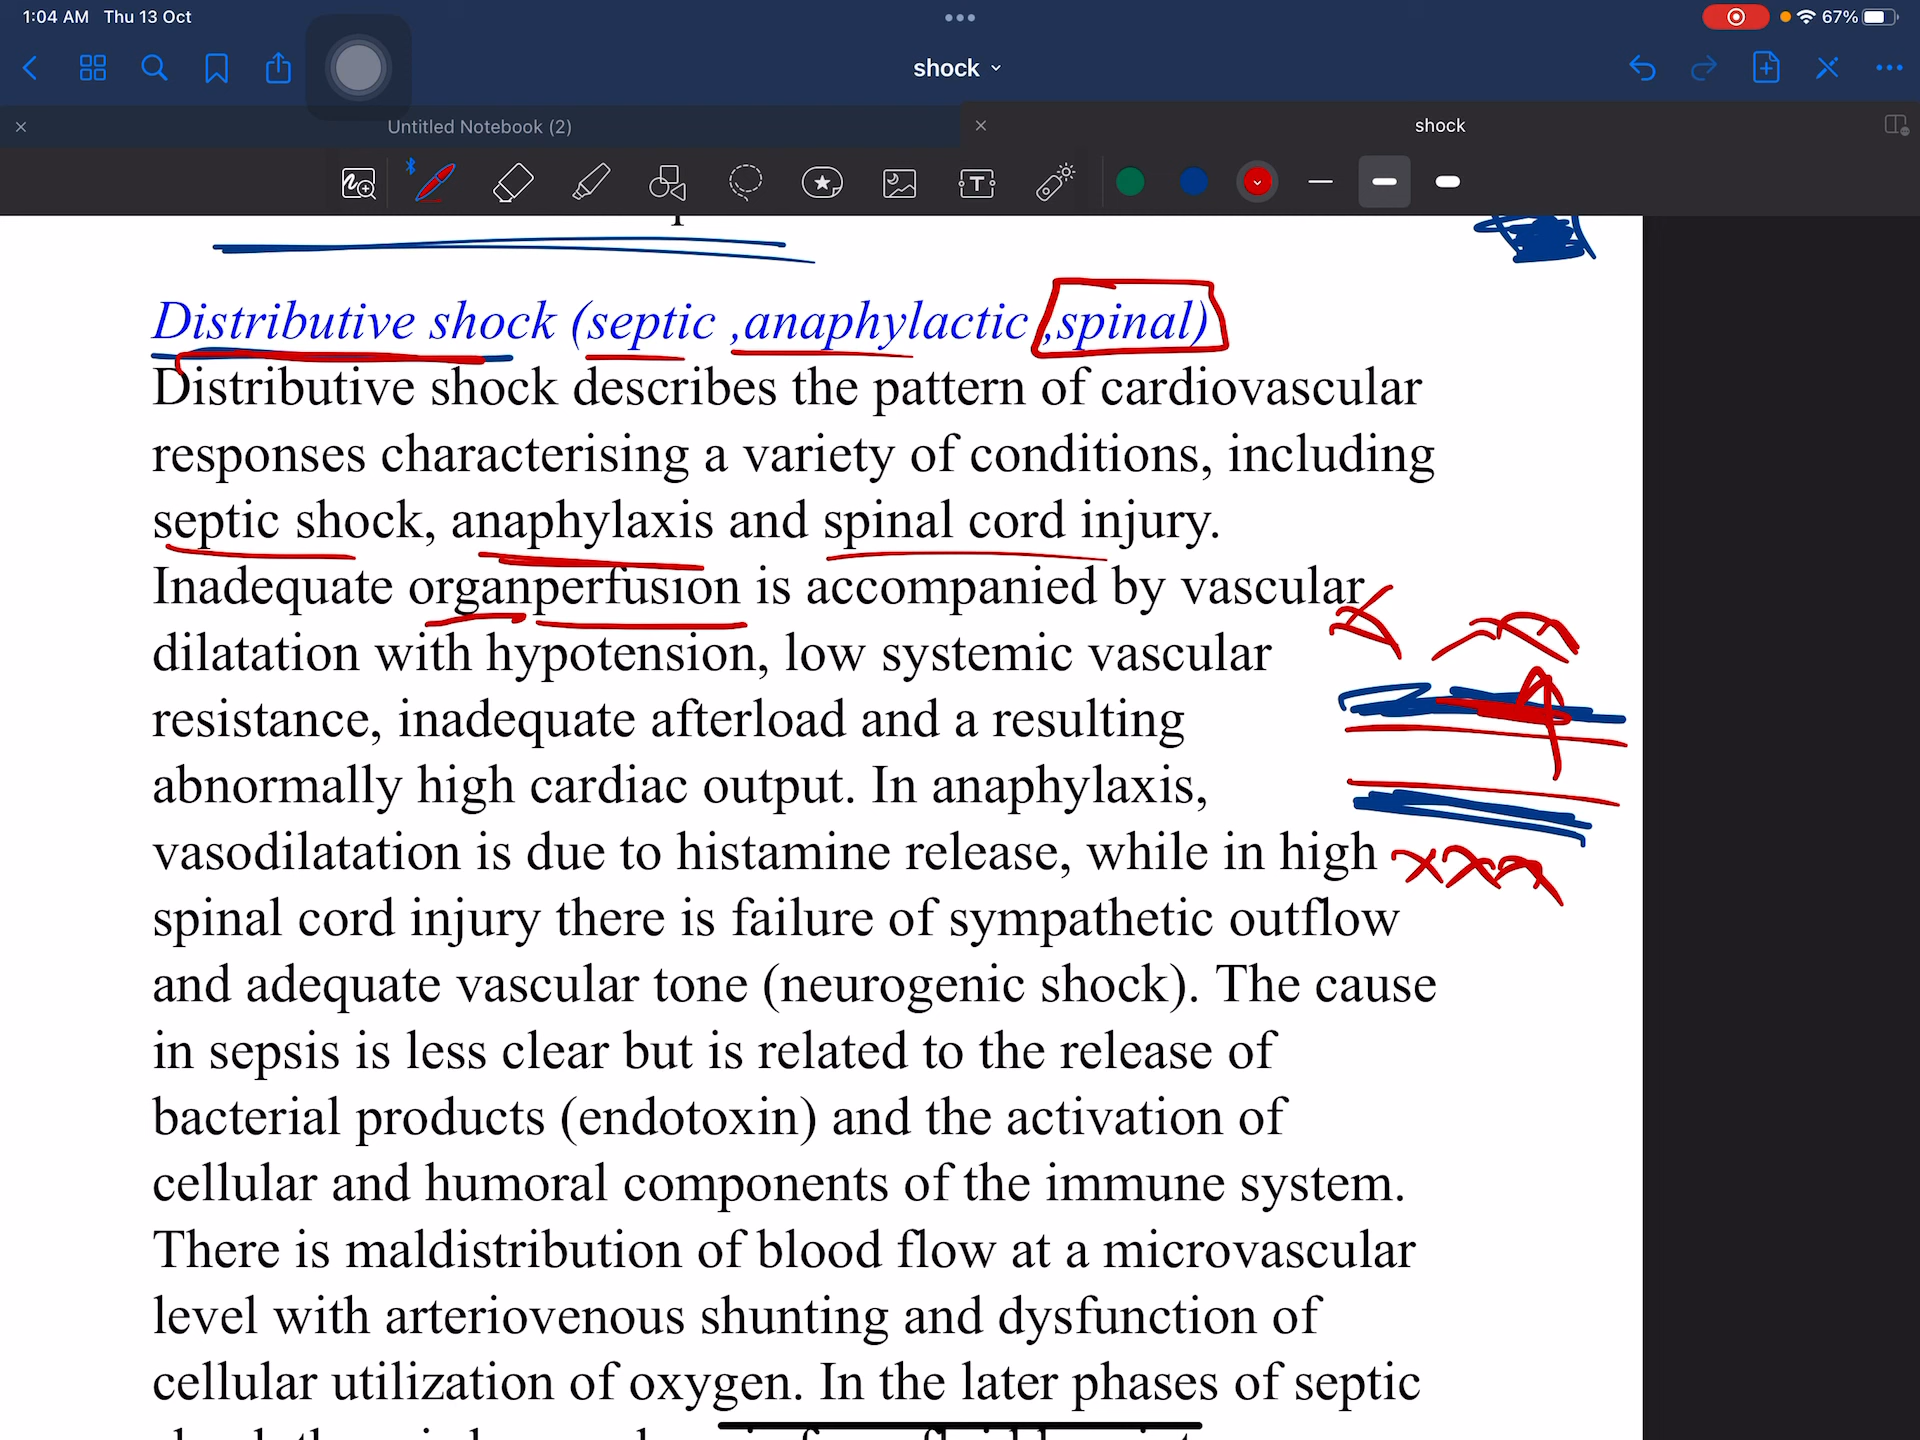 1:04 AM Thu 13 Oct
67%
shock
Untitled Notebook (2)
shock
Distributive shock (septic ,anaphylactic ,spinal)
Distributive shock describes the pattern of cardiovascular
responses characterising a variety of conditions, including
septic shock, anaphylaxis and spinal cord injury.
Inadequate organperfusion is accompanied by vascular
dilatation with hypotension, low systemic vascular
resistance, inadequate afterload and a resulting
abnormally high cardiac output. In anaphylaxis,
vasodilatation is due to histamine release, while in high
spinal cord injury there is failure of sympathetic outflow
and adequate vascular tone (neurogenic shock). The cause
in sepsis is less clear but is related to the release of
bacterial products (endotoxin) and the activation of
cellular and humoral components of the immune system.
There is maldistribution of blood flow at a microvascular
level with arteriovenous shunting and dysfunction of
cellular utilization of oxygen. In the later phases of septic